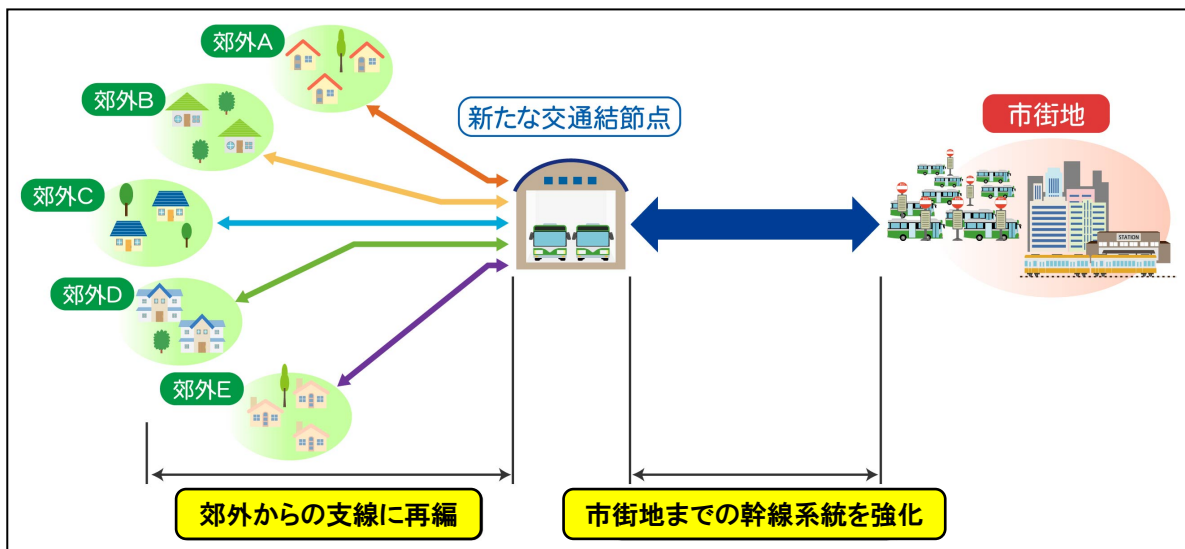 郊外A
郊外B
新たな交通結節点
市街地
郊外C
STATION
郊外D
郊外E
郊外からの支線に再編
市街地までの幹線系統を強化